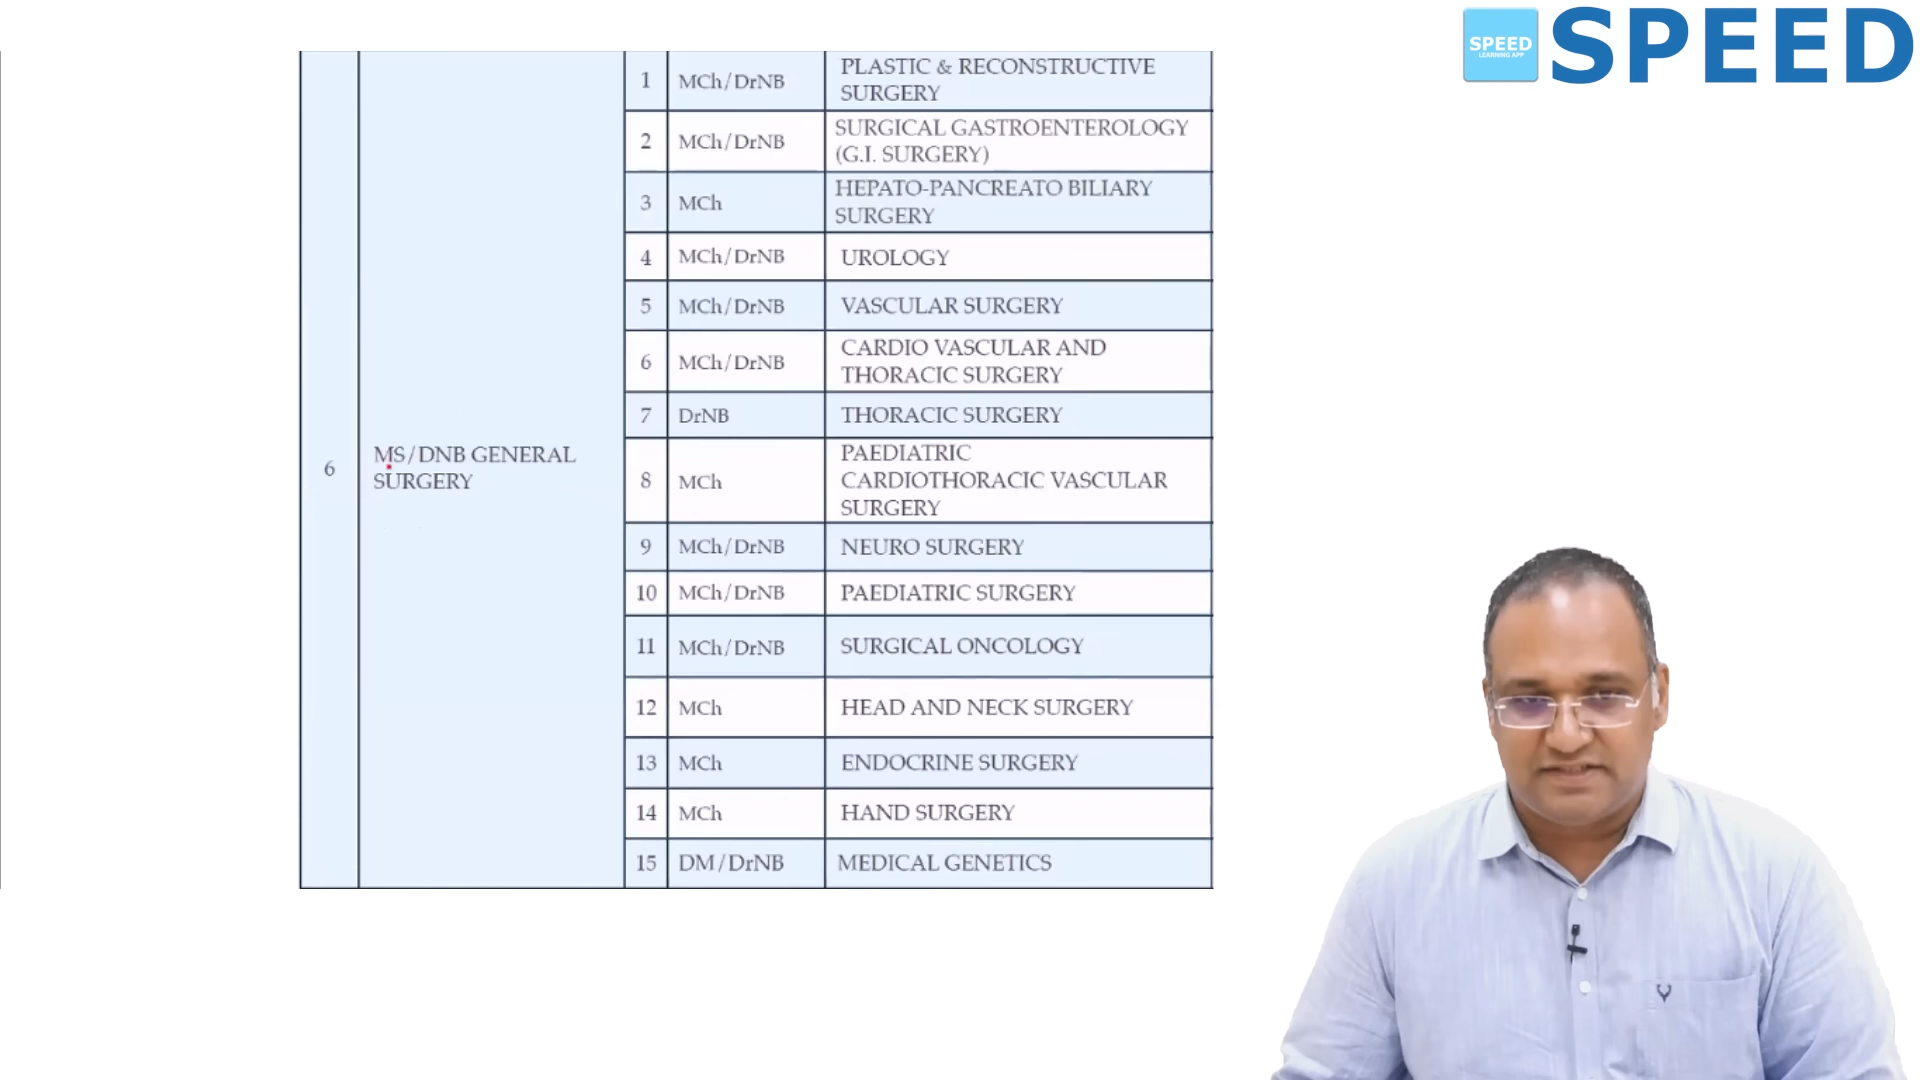 SPEED
LEARNING APP
SPEED
6
MS/DNB GENERAL
SURGERY
1 MCh/DrNB PLASTIC & RECONSTRUCTIVE
SURGERY
2 MCh/DrNB SURGICAL GASTROENTEROLOGY
(G.I. SURGERY)
3 MCh HEPATO-PANCREATO BILIARY
SURGERY
4 MCh/DrNB UROLOGY
5 MCh/DrNB VASCULAR SURGERY
6 MCh/DrNB CARDIO VASCULAR AND
THORACIC SURGERY
7 DrNB THORACIC SURGERY
8 MCh PAEDIATRIC
CARDIOTHORACIC VASCULAR
SURGERY
9 MCh/DrNB NEURO SURGERY
10 MCh/DrNB PAEDIATRIC SURGERY
11 MCh/DrNB SURGICAL ONCOLOGY
12 MCh HEAD AND NECK SURGERY
13 MCh ENDOCRINE SURGERY
14 MCh HAND SURGERY
15 DM/DrNB MEDICAL GENETICS